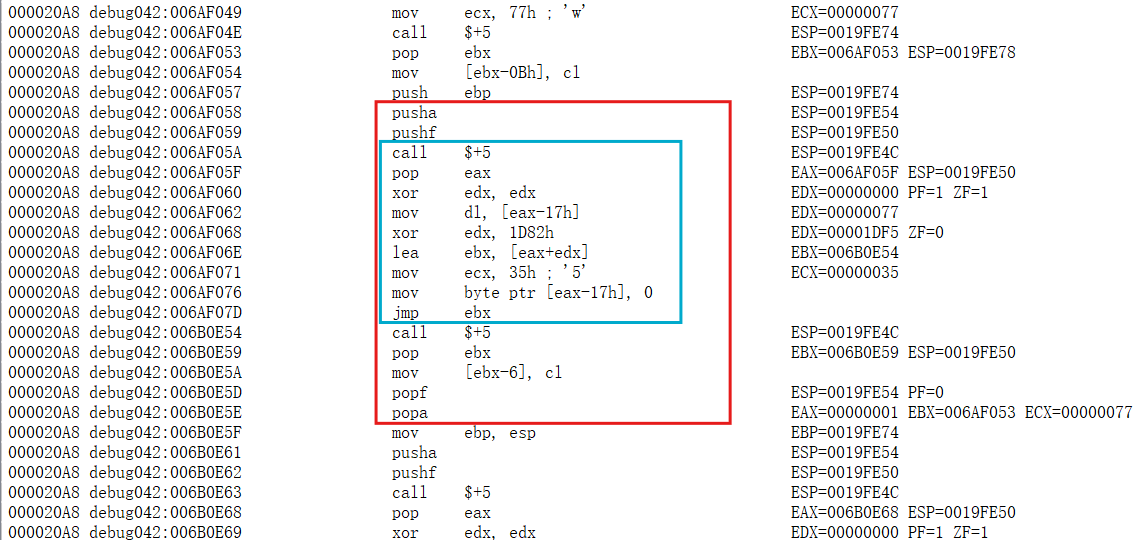 000020A8 debug042:006AF049 mov ecx, 77h ; 'w' ECX=00000077
000020A8 debug042:006AF04E call $+5 ESP=0019FE74
000020A8 debug042:006AF053 pop ebx EBX=006AF053 ESP=0019FE78
000020A8 debug042:006AF054 mov [ebx-0Bh], cl
000020A8 debug042:006AF057 push ebp ESP=0019FE74
000020A8 debug042:006AF058 pusha ESP=0019FE54
000020A8 debug042:006AF059 pushf ESP=0019FE50
000020A8 debug042:006AF05A call $+5 ESP=0019FE4C
000020A8 debug042:006AF05F pop eax EAX=006AF05F ESP=0019FE50
000020A8 debug042:006AF060 xor edx, edx EDX=00000000 PF=1 ZF=1
000020A8 debug042:006AF062 mov dl, [eax-17h] EDX=00000077
000020A8 debug042:006AF068 xor edx, 1D82h EDX=00001DF5 ZF=0
000020A8 debug042:006AF06E lea ebx, [eax+edx] EBX=006B0E54
000020A8 debug042:006AF071 mov ecx, 35h ; '5' ECX=00000035
000020A8 debug042:006AF076 mov byte ptr [eax-17h], 0
000020A8 debug042:006AF07D jmp ebx
000020A8 debug042:006B0E54 call $+5 ESP=0019FE4C
000020A8 debug042:006B0E59 pop ebx EBX=006B0E59 ESP=0019FE50
000020A8 debug042:006B0E5A mov [ebx-6], cl
000020A8 debug042:006B0E5D popf ESP=0019FE54 PF=0
000020A8 debug042:006B0E5E popa EAX=00000001 EBX=006AF053 ECX=00000077
000020A8 debug042:006B0E5F mov ebp, esp EBP=0019FE74
000020A8 debug042:006B0E61 pusha ESP=0019FE54
000020A8 debug042:006B0E62 pushf ESP=0019FE50
000020A8 debug042:006B0E63 call $+5 ESP=0019FE4C
000020A8 debug042:006B0E68 pop eax EAX=006B0E68 ESP=0019FE50
000020A8 debug042:006B0E69 xor edx, edx EDX=00000000 PF=1 ZF=1